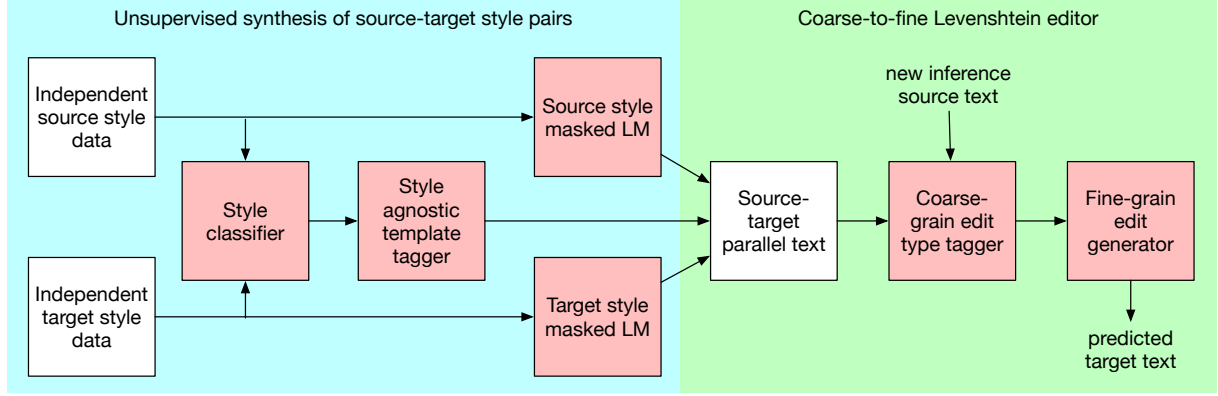 Unsupervised synthesis of source-target style pairs
Coarse-to-fine Levenshtein editor
Independent
source style
data
Source style
masked LM
new inference
source text
Style
classifier
Style
agnostic
template
tagger
Source-
target
parallel text
Coarse-
grain edit
type tagger
Fine-grain
edit
generator
Independent
target style
data
Target style
masked LM
predicted
target text